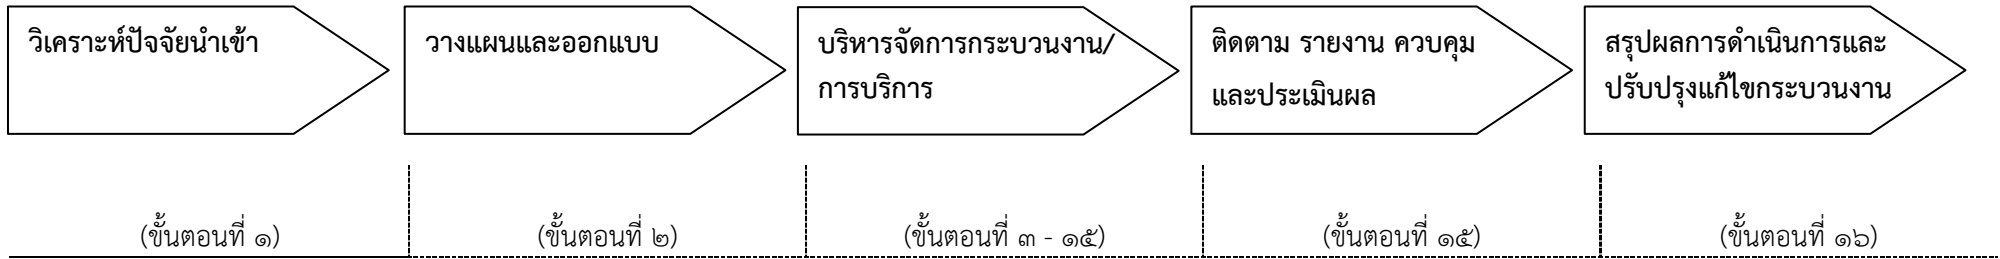 วิเคราะห์ปัจจัยนำเข้า
วางแผนและออกแบบ
บริหารจัดการกระบวนงาน/
การบริการ
ติดตาม รายงาน ควบคุม
และประเมินผล
สรุปผลการดำเนินการและ
ปรับปรุงแก้ไขกระบวนงาน
(ขั้นตอนที่ ๑)
(ขั้นตอนที่ ๒)
(ขั้นตอนที่ ๓ - ๑๕)
(ขั้นตอนที่ ๑๕)
(ขั้นตอนที่ ๑๖)